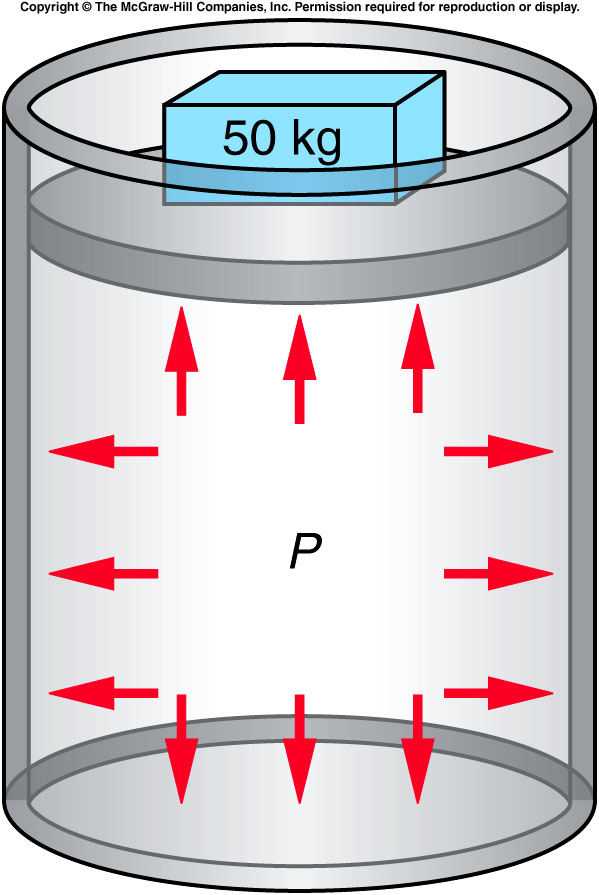 Copyright © The McGraw-Hill Companies, Inc. Permission required for reproduction or display.
50 kg
P